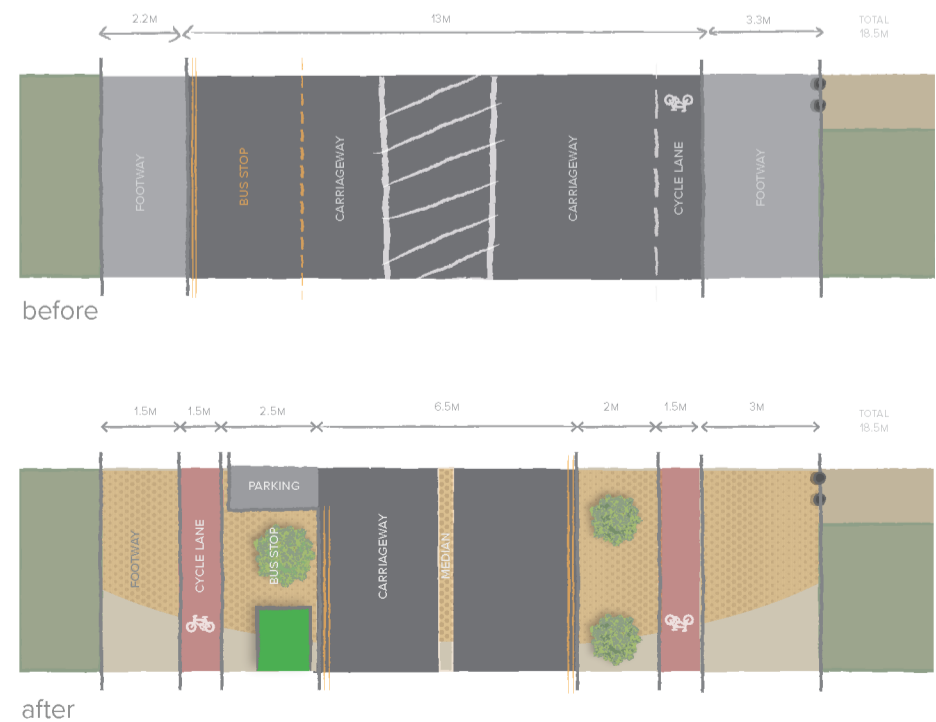 2.2M
13M
3.3M
TOTAL
18.5M
FOOTWAY
BUS STOP
CARRIAGEWAY
CARRIAGEWAY
CYCLE LANE
FOOTWAY
before
1.5M
1.5M
2.5M
6.5M
2M
1.5M
3M
TOTAL
18.5M
PARKING
FOOTWAY
CYCLE LANE
BUS STOP
CARRIAGEWAY
MEDIAN
after